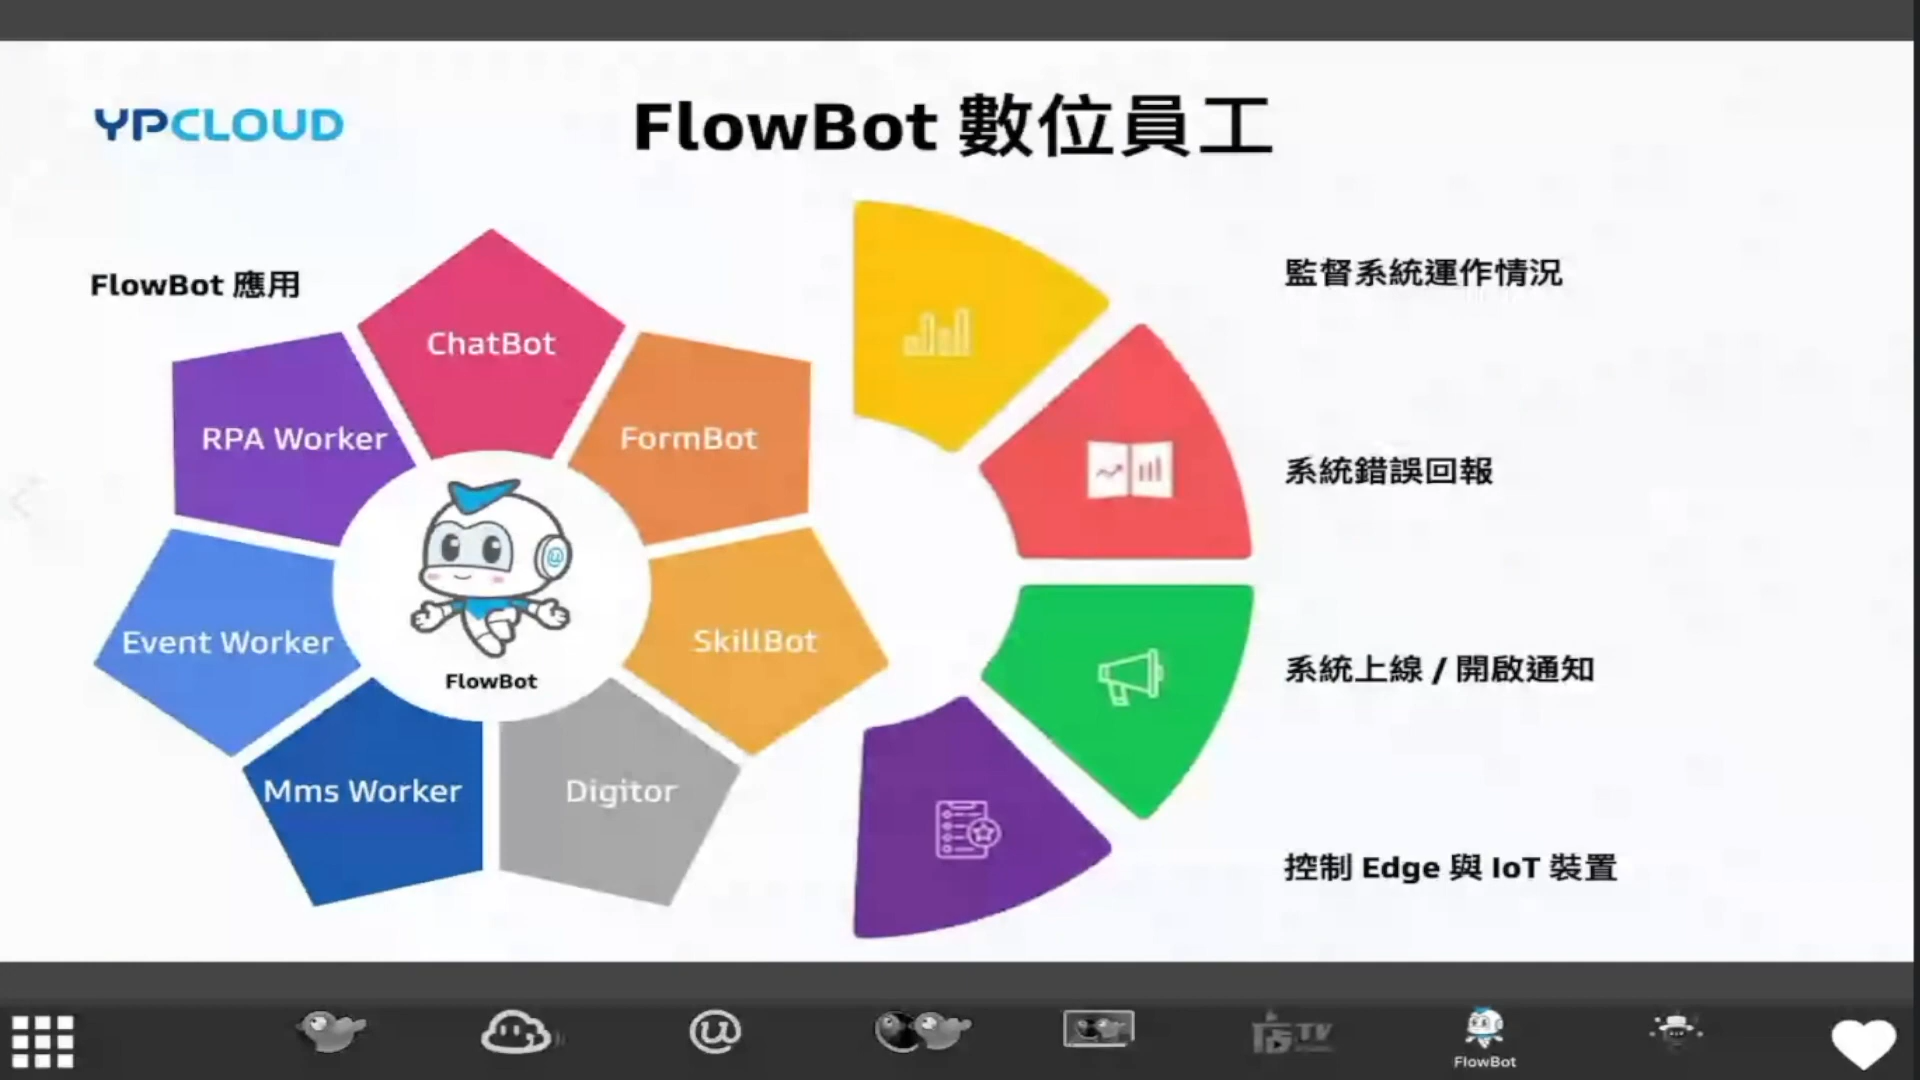 YPCLOUD
FlowBot 數位員工
FlowBot 應用
ChatBot
RPA Worker
FormBot
Event Worker
SkillBot
FlowBot
Mms Worker
Digitor
監督系統運作情況
系統錯誤回報
系統上線 / 開啟通知
控制 Edge 與 IoT 裝置
TV
FlowBot